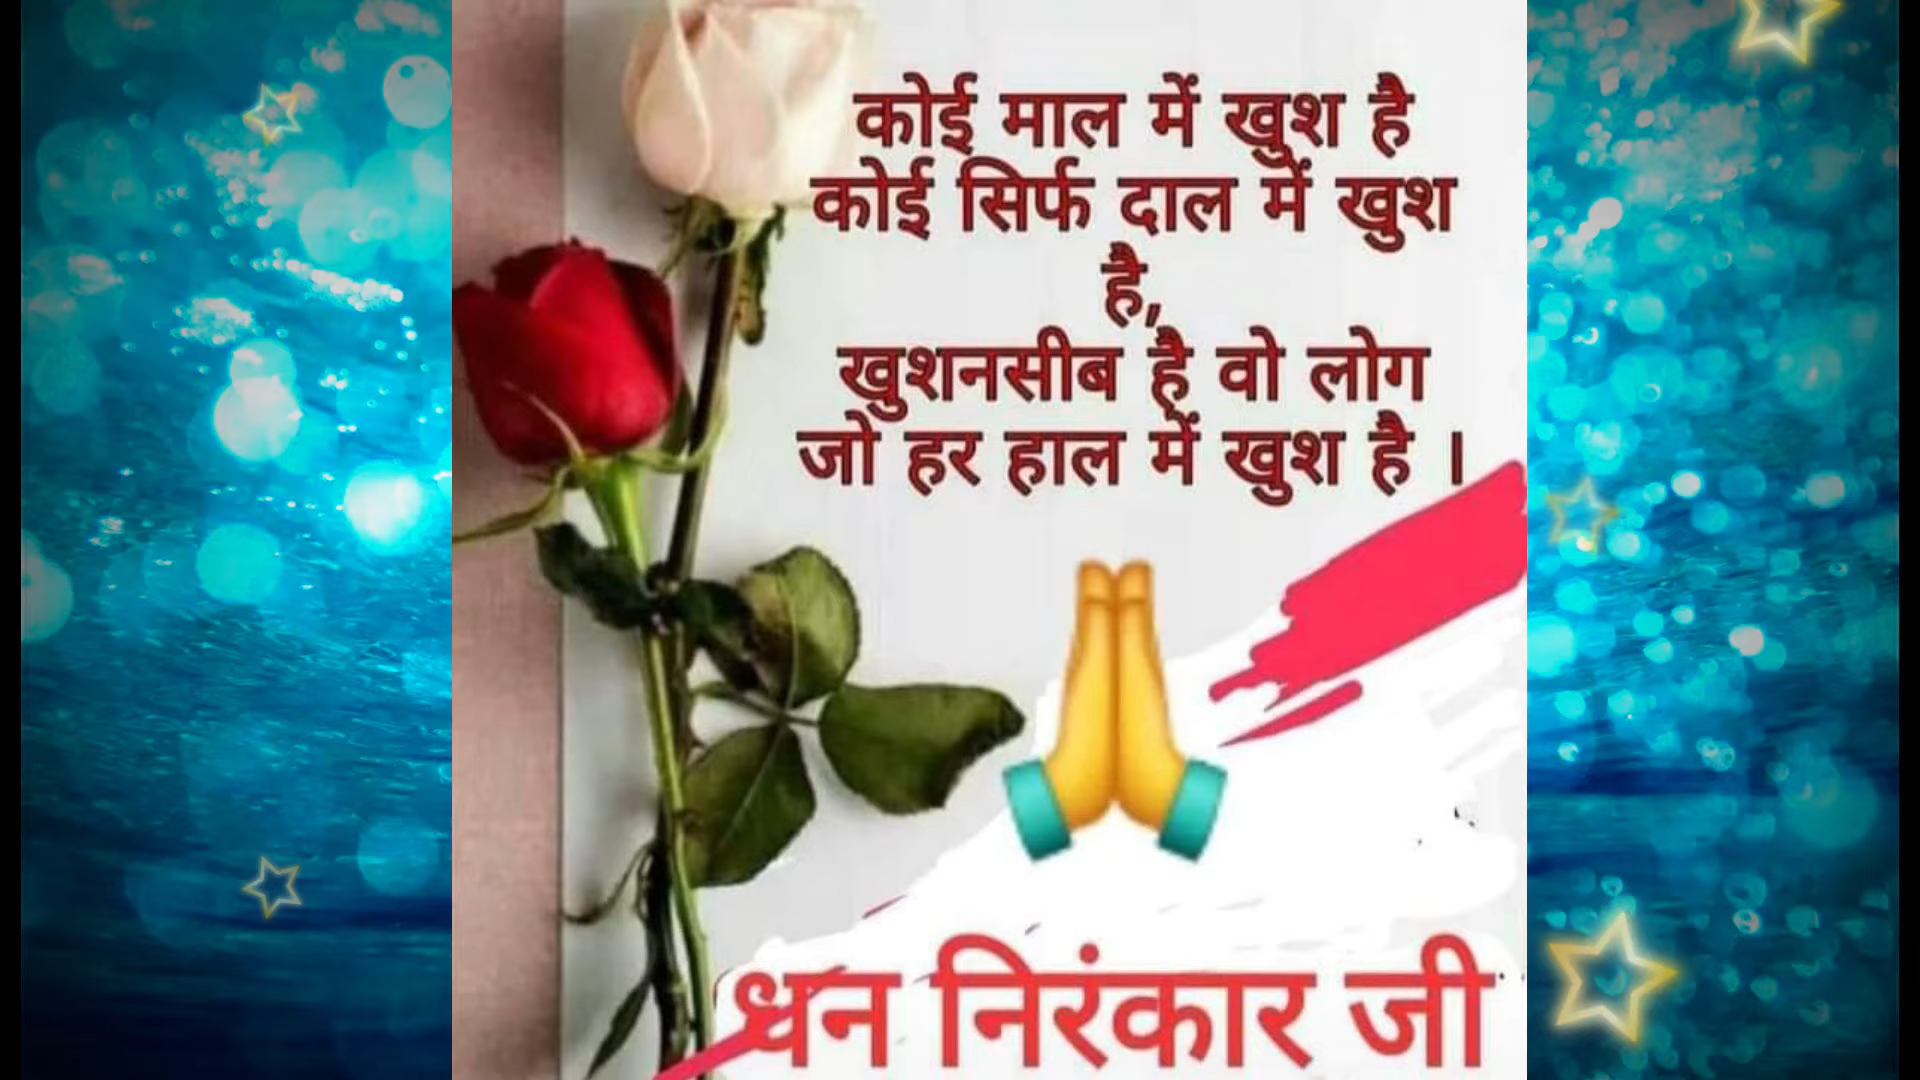 कोई माल में खुश है
कोई सिर्फ दाल में खुश
है,
खुशनसीब है वो लोग
जो हर हाल में खुश है ।
धन निरंकार जी